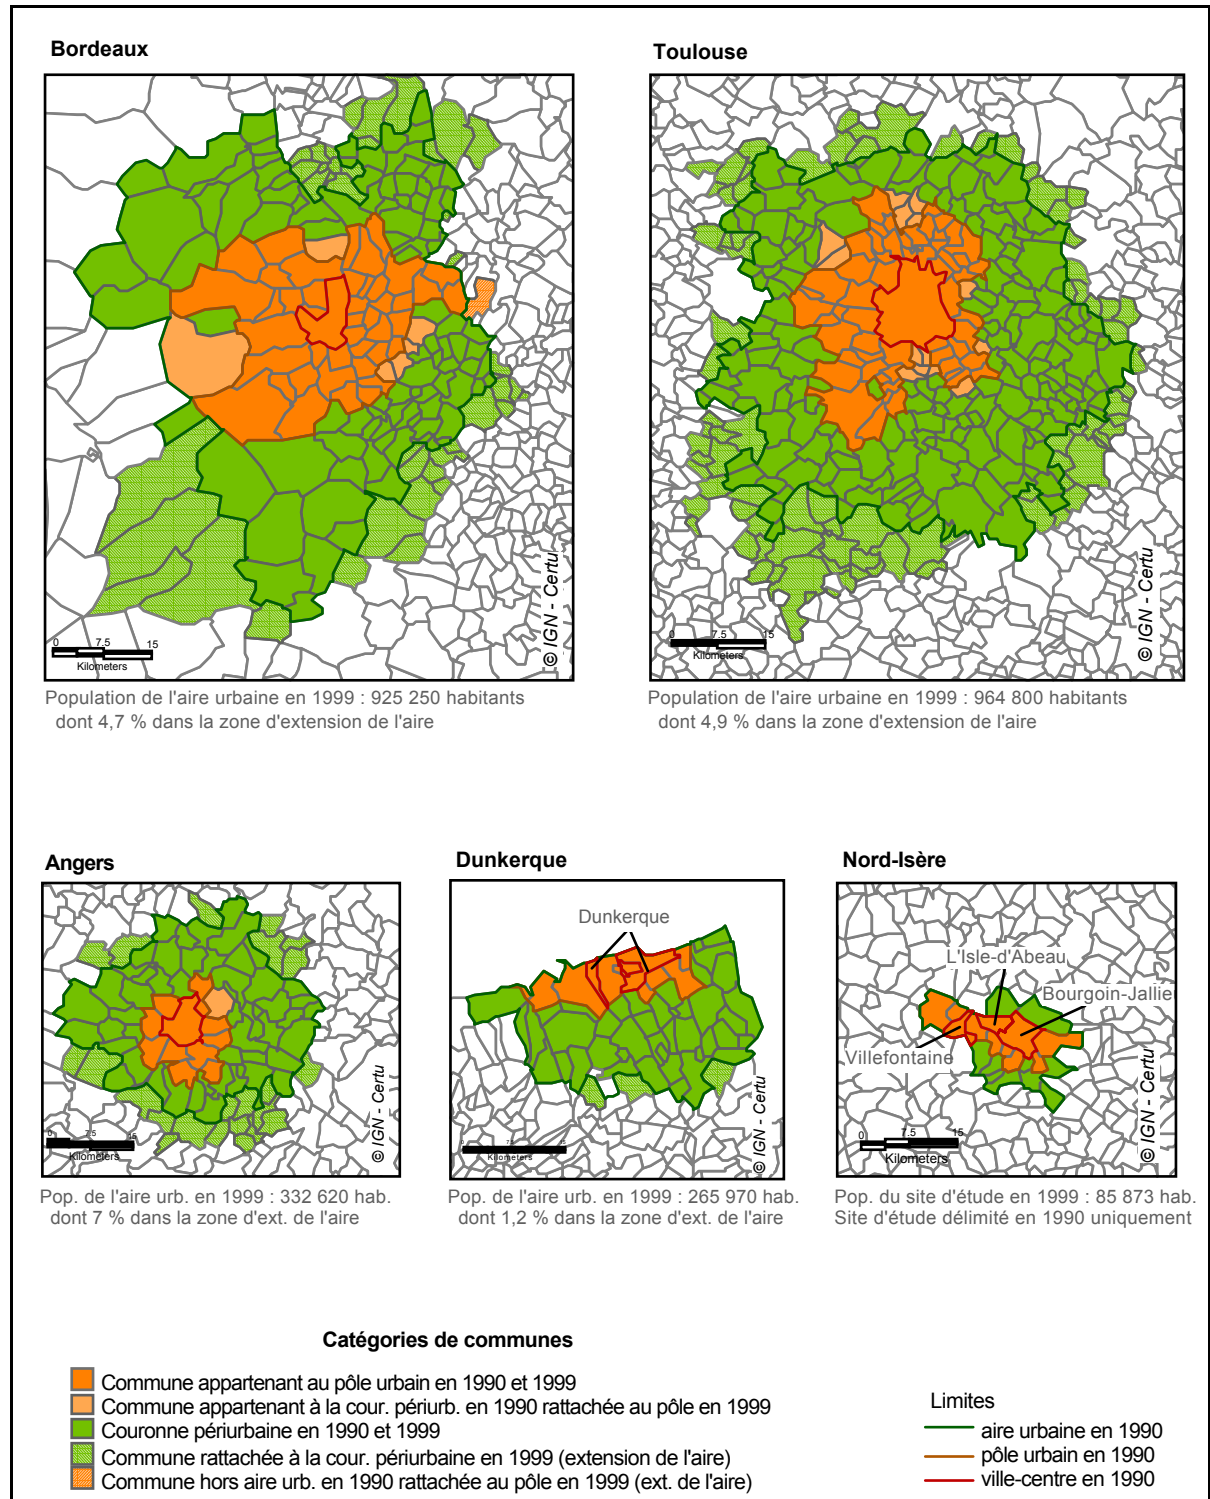 Bordeaux
Toulouse
© IGN - Certu
0 7.5 15
Kilometers
© IGN - Certu
0 7.5 15
Kilometers
Population de l'aire urbaine en 1999 : 925 250 habitants
dont 4,7 % dans la zone d'extension de l'aire
Population de l'aire urbaine en 1999 : 964 800 habitants
dont 4,9 % dans la zone d'extension de l'aire
Angers
Dunkerque
Nord-Isère
© IGN - Certu
0 7.5 15
Kilometers
Dunkerque
© IGN - Certu
0 7.5 15
Kilometers
L'Isle-d'Abeau
Bourgoin-Jallie
Villefontaine
© IGN - Certu
0 7.5 15
Kilometers
Pop. de l'aire urb. en 1999 : 332 620 hab.
dont 7 % dans la zone d'ext. de l'aire
Pop. de l'aire urb. en 1999 : 265 970 hab.
dont 1,2 % dans la zone d'ext. de l'aire
Pop. du site d'étude en 1999 : 85 873 hab.
Site d'étude délimité en 1990 uniquement
Catégories de communes
Commune appartenant au pôle urbain en 1990 et 1999
Commune appartenant à la cour. périurb. en 1990 rattachée au pôle en 1999
Couronne périurbaine en 1990 et 1999
Commune rattachée à la cour. périurbaine en 1999 (extension de l'aire)
Commune hors aire urb. en 1990 rattachée au pôle en 1999 (ext. de l'aire)
Limites
aire urbaine en 1990
pôle urbain en 1990
ville-centre en 1990